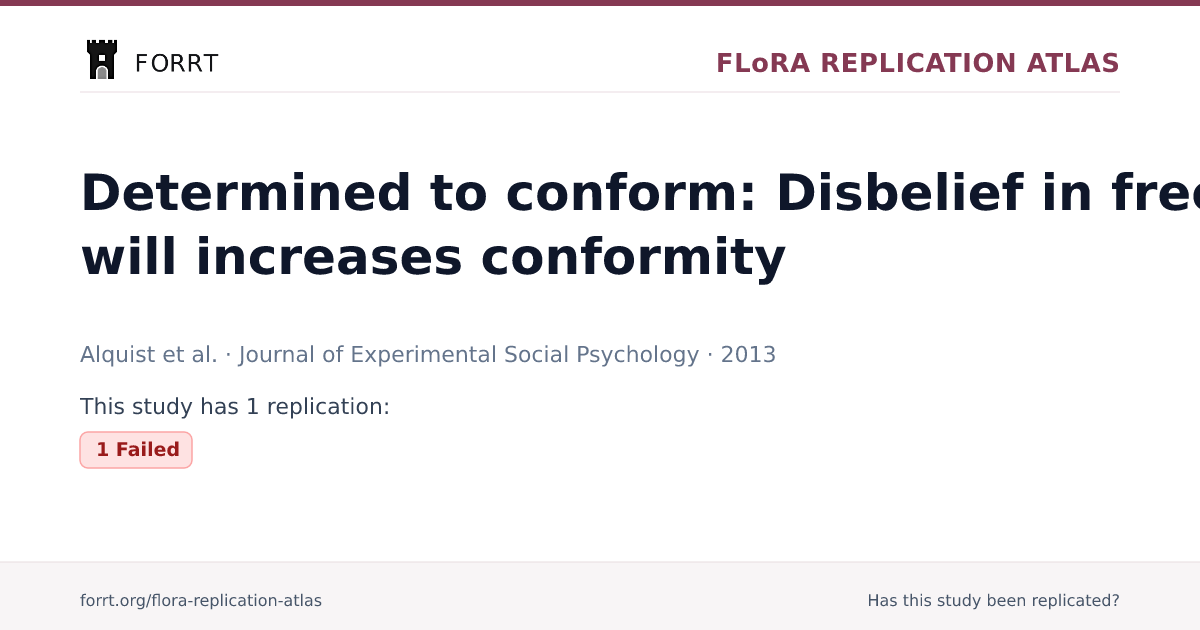 FORRT
FLoRA REPLICATION ATLAS
Determined to conform: Disbelief in free
will increases conformity
Alquist et al. · Journal of Experimental Social Psychology · 2013
This study has 1 replication:
1 Failed
forrt.org/flora-replication-atlas
Has this study been replicated?